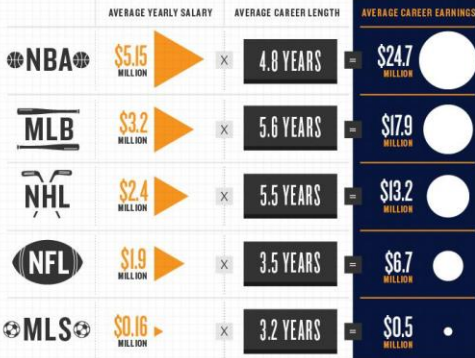 AVERAGE YEARLY SALARY AVERAGE CAREER LENGTH AVERAGE CAREER EARNINGS
NBA $5.15 MILLION X 4.8 YEARS = $24.7 MILLION
MLB $3.2 MILLION X 5.6 YEARS = $17.9 MILLION
NHL $2.4 MILLION X 5.5 YEARS = $13.2 MILLION
NFL $1.9 MILLION X 3.5 YEARS = $6.7 MILLION
MLS $0.16 MILLION X 3.2 YEARS = $0.5 MILLION